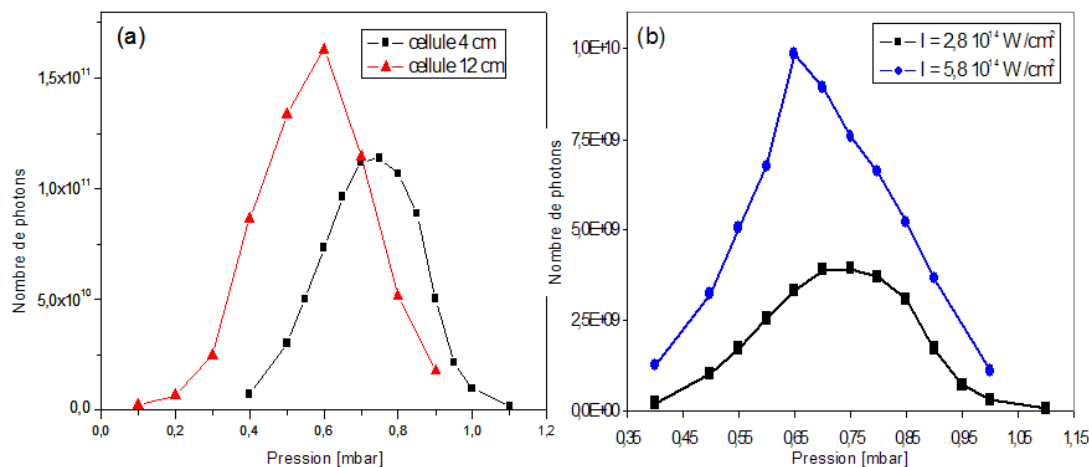 (a)
cellule 4 cm
cellule 12 cm
Nombre de photons
1,5x10¹¹
1,0x10¹¹
5,0x10¹⁰
0,0
0,0 0,2 0,4 0,6 0,8 1,0 1,2
Pression [mbar]
(b)
I = 2,8 10¹⁴ W/cm²
I = 5,8 10¹⁴ W/cm²
Nombre de photons
1,0E+10
7,5E+09
5,0E+09
2,5E+09
0,0E+00
0,35 0,45 0,55 0,65 0,75 0,85 0,95 1,05 1,15
Pression [mbar]